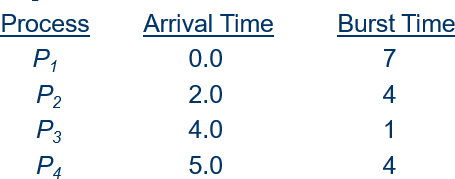 Process Arrival Time Burst Time
P1 0.0 7
P2 2.0 4
P3 4.0 1
P4 5.0 4